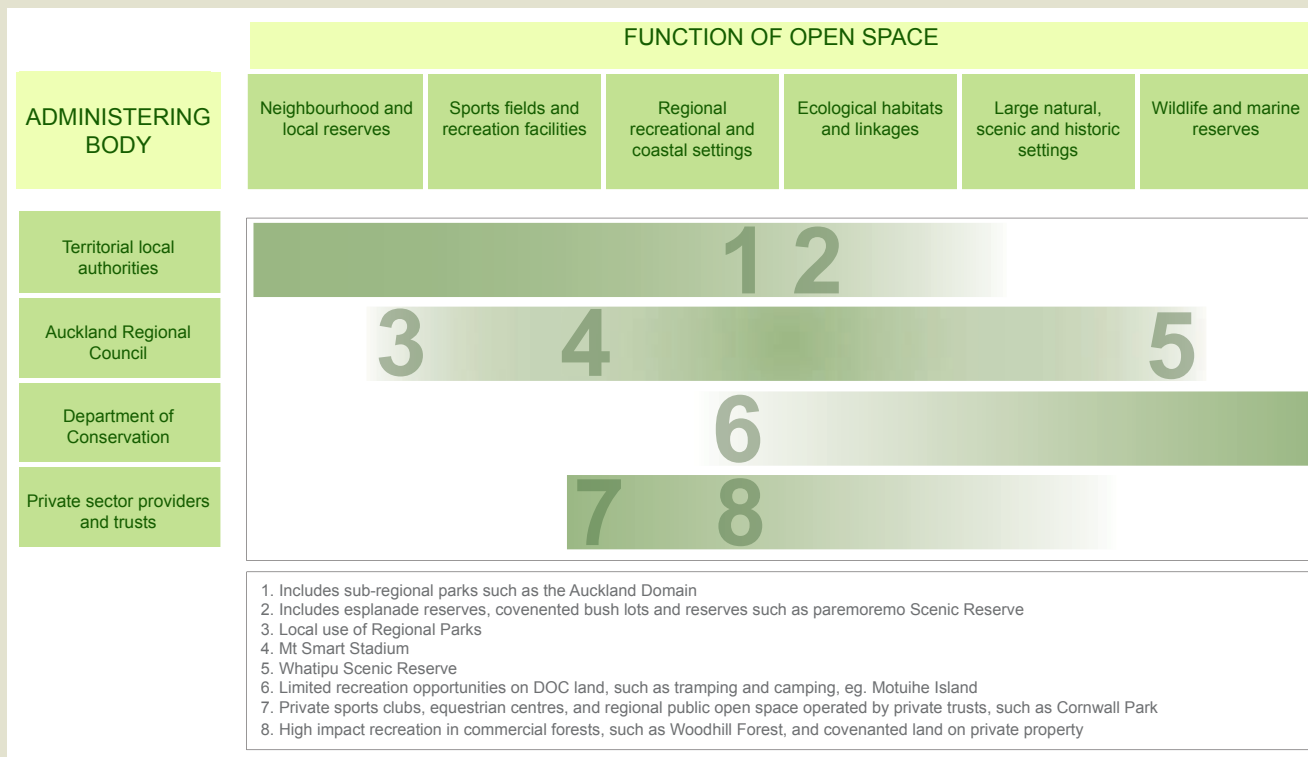 FUNCTION OF OPEN SPACE
ADMINISTERING
BODY
Neighbourhood and
local reserves
Sports fields and
recreation facilities
Regional
recreational and
coastal settings
Ecological habitats
and linkages
Large natural,
scenic and historic
settings
Wildlife and marine
reserves
Territorial local
authorities
1 2
Auckland Regional
Council
3 4 5
Department of
Conservation
6
Private sector providers
and trusts
7 8
1. Includes sub-regional parks such as the Auckland Domain
2. Includes esplanade reserves, covenented bush lots and reserves such as paremoremo Scenic Reserve
3. Local use of Regional Parks
4. Mt Smart Stadium
5. Whatipu Scenic Reserve
6. Limited recreation opportunities on DOC land, such as tramping and camping, eg. Motuihe Island
7. Private sports clubs, equestrian centres, and regional public open space operated by private trusts, such as Cornwall Park
8. High impact recreation in commercial forests, such as Woodhill Forest, and covenanted land on private property